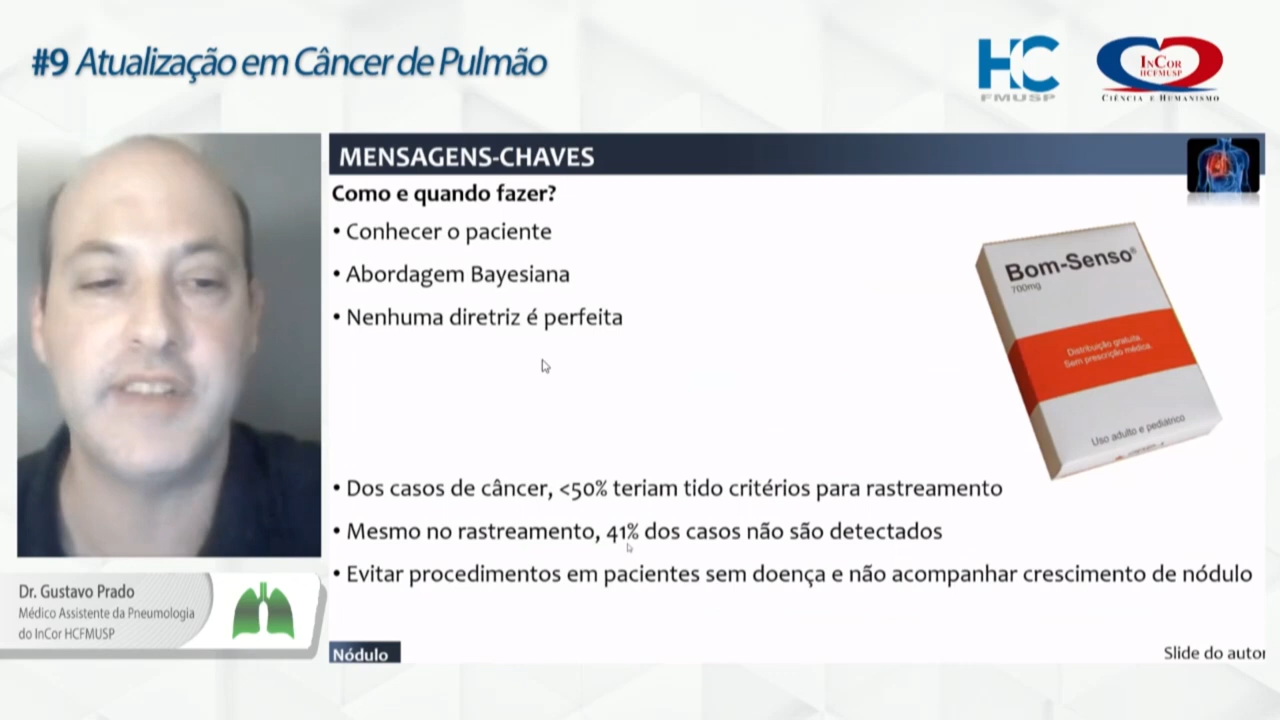 #9 Atualização em Câncer de Pulmão
HC
FMUSP
InCor
HCFMUSP
Ciência e Humanismo
MENSAGENS-CHAVES
Como e quando fazer?
• Conhecer o paciente
• Abordagem Bayesiana
• Nenhuma diretriz é perfeita
Bom-Senso®
700mg
Distribuição gratuita.
Sem prescrição médica.
Uso adulto e pediátrico
• Dos casos de câncer, <50% teriam tido critérios para rastreamento
• Mesmo no rastreamento, 41% dos casos não são detectados
• Evitar procedimentos em pacientes sem doença e não acompanhar crescimento de nódulo
Dr. Gustavo Prado
Médico Assistente da Pneumologia
do InCor HCFMUSP
Nódulo
Slide do autor